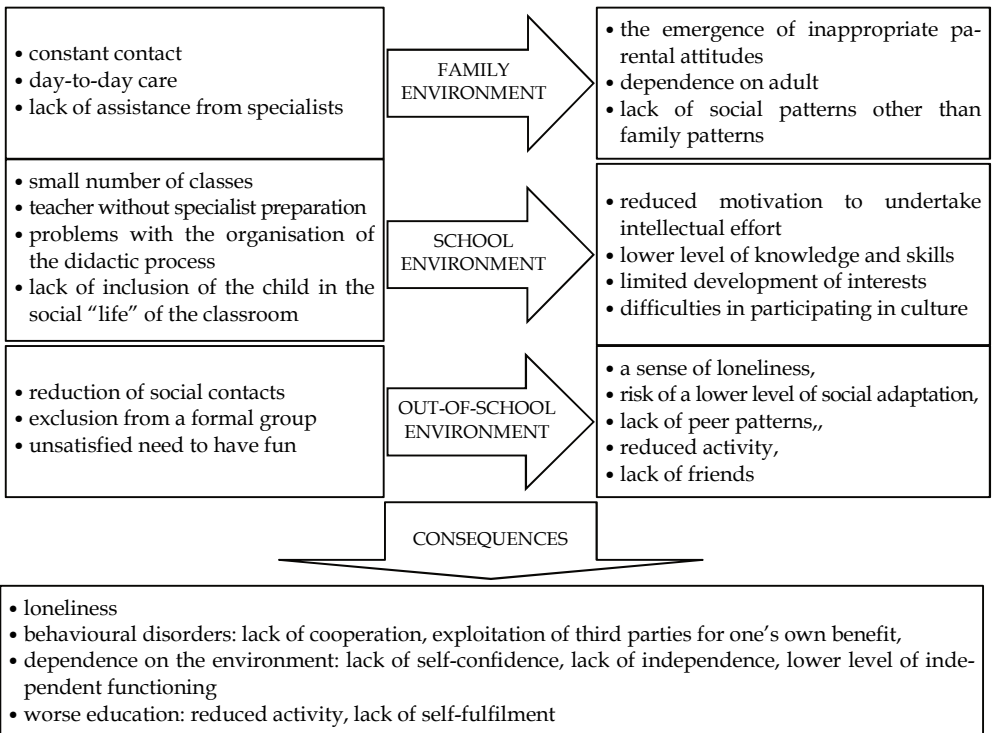 • constant contact
• day-to-day care
• lack of assistance from specialists
FAMILY
ENVIRONMENT
• the emergence of inappropriate pa-
rental attitudes
• dependence on adult
• lack of social patterns other than
family patterns
• small number of classes
• teacher without specialist preparation
• problems with the organisation of
the didactic process
• lack of inclusion of the child in the
social “life” of the classroom
SCHOOL
ENVIRONMENT
• reduced motivation to undertake
intellectual effort
• lower level of knowledge and skills
• limited development of interests
• difficulties in participating in culture
• reduction of social contacts
• exclusion from a formal group
• unsatisfied need to have fun
OUT-OF-SCHOOL
ENVIRONMENT
• a sense of loneliness,
• risk of a lower level of social adaptation,
• lack of peer patterns,,
• reduced activity,
• lack of friends
CONSEQUENCES
• loneliness
• behavioural disorders: lack of cooperation, exploitation of third parties for one’s own benefit,
• dependence on the environment: lack of self-confidence, lack of independence, lower level of inde-
pendent functioning
• worse education: reduced activity, lack of self-fulfilment